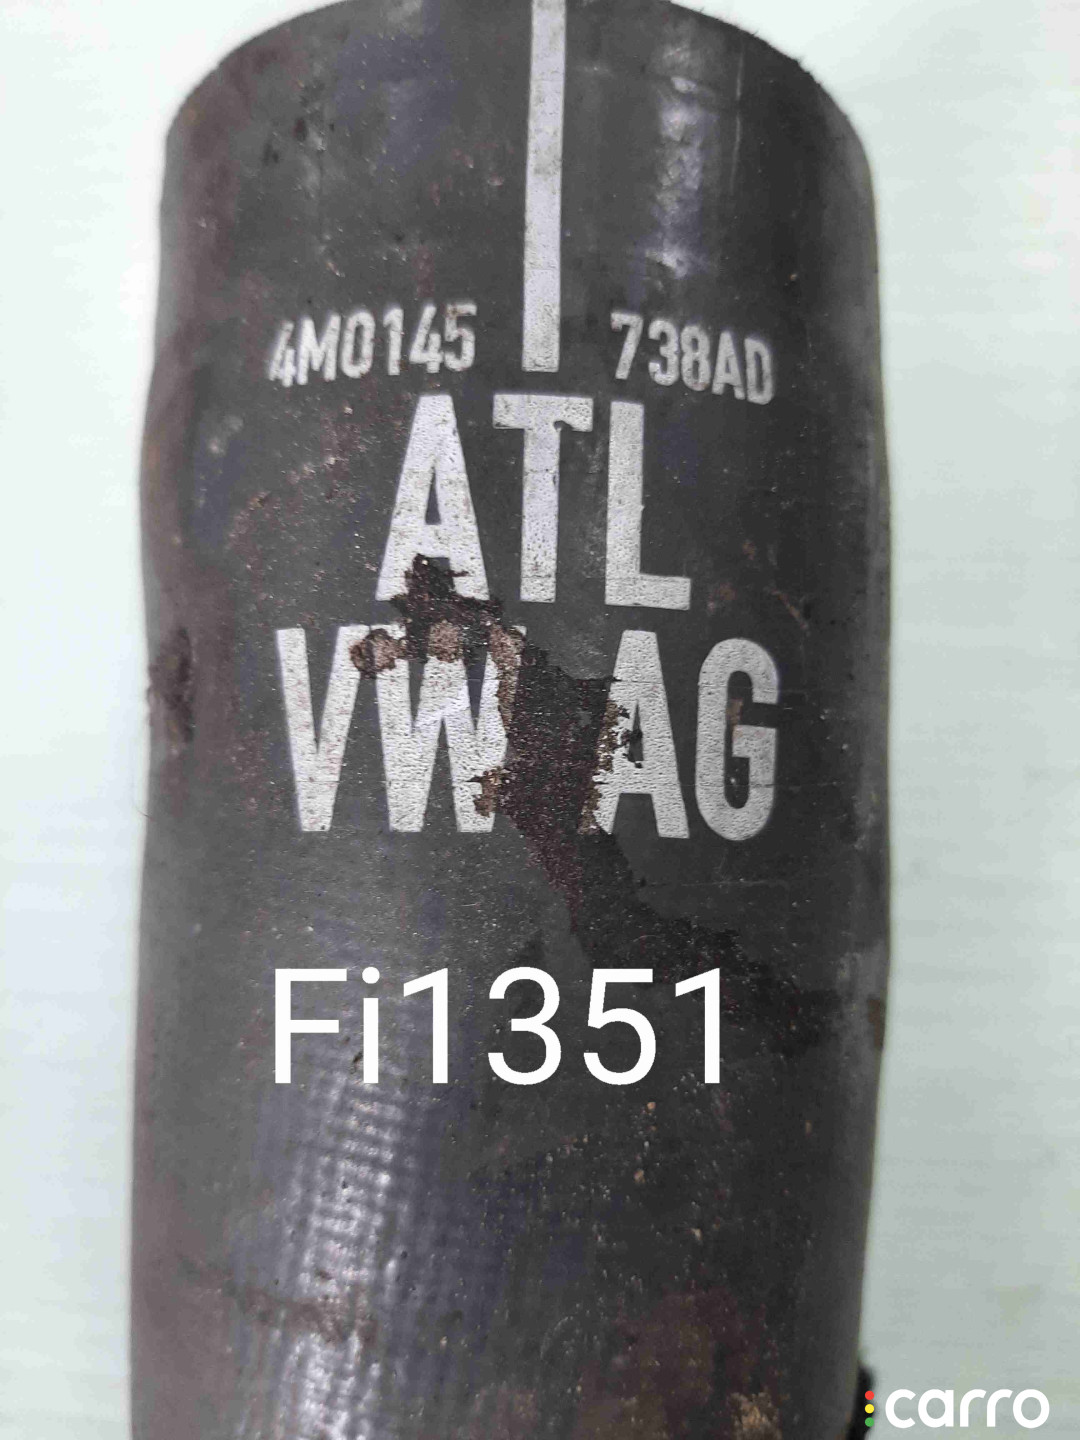 4M0145 738AD
ATL
VW AG
Fi1351
carro